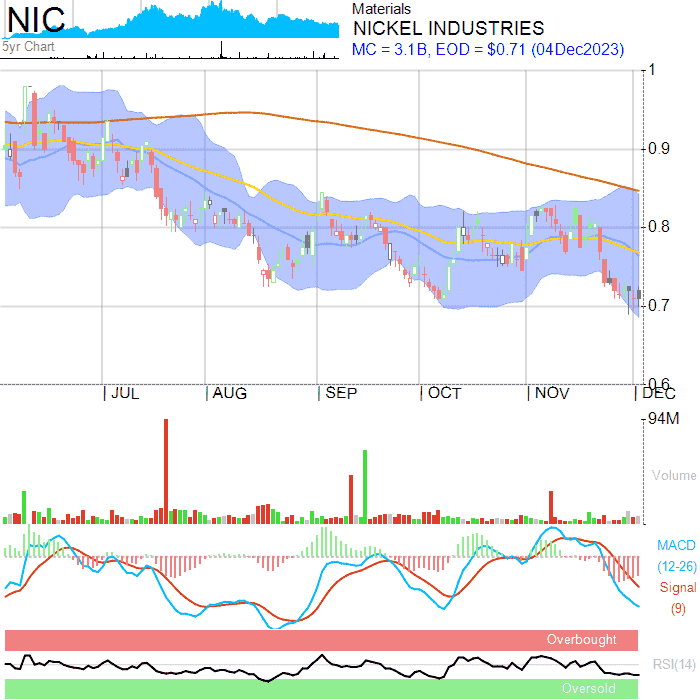 NIC
5yr Chart
Materials
NICKEL INDUSTRIES
MC = 3.1B, EOD = $0.71 (04Dec2023)
1
0.9
0.8
0.7
0.6
JUL
AUG
SEP
OCT
NOV
DEC
94M
Volume
MACD
(12-26)
Signal
(9)
Overbought
RSI(14)
Oversold